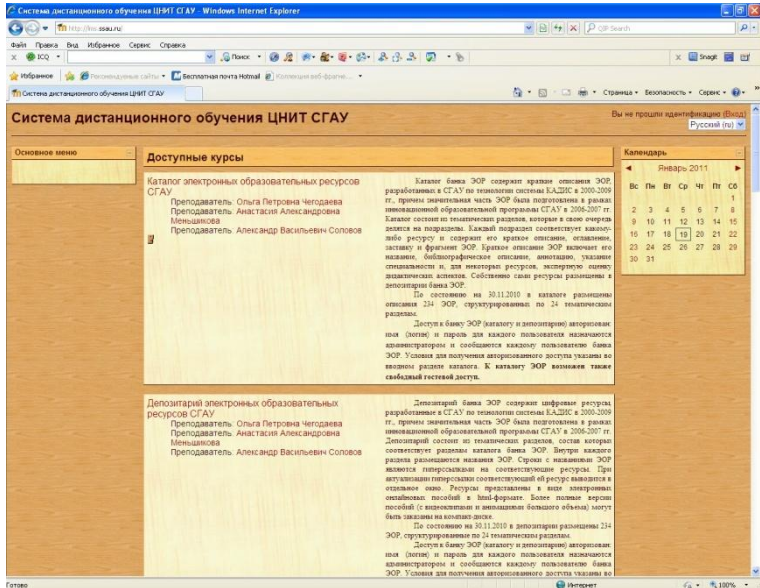 Система дистанционного обучения ЦНИТ СГАУ - Windows Internet Explorer
http://lms.ssau.ru/
QIP Search
Файл Правка Вид Избранное Сервис Справка
ICQ Поиск Snagit
Избранное Рекомендуемые сайты Бесплатная почта Hotmail Коллекция веб-фрагме...
Система дистанционного обучения ЦНИТ СГАУ
Страница Безопасность Сервис
Система дистанционного обучения ЦНИТ СГАУ
Вы не прошли идентификацию (Вход)
Русский (ru)
Основное меню
Доступные курсы
Каталог электронных образовательных ресурсов
СГАУ
Преподаватель: Ольга Петровна Чегодаева
Преподаватель: Анастасия Александровна
Меньшикова
Преподаватель: Александр Васильевич Соловов
Каталог банка ЭОР содержит краткие описания ЭОР,
разработанных в СГАУ по технологии системы КАДИС в 2000-2009
гг., причем значительная часть ЭОР была подготовлена в рамках
инновационной образовательной программы СГАУ в 2006-2007 гг.
Каталог состоит из тематических разделов, которые в свою очередь
делятся на подразделы. Каждый подраздел соответствует какому-
либо ресурсу и содержит его краткое описание, оглавление,
заставку и фрагмент ЭОР. Краткое описание ЭОР включает его
название, библиографическое описание, аннотацию, указание
специальности и, для некоторых ресурсов, экспертную оценку
дидактических аспектов. Собственно сами ресурсы размещены в
депозитарии банка ЭОР.
По состоянию на 30.11.2010 в каталоге размещены
описания 234 ЭОР, структурированных по 24 тематическим
разделам.
Доступ к банку ЭОР (каталогу и депозитарию) авторизован:
имя (логин) и пароль для каждого пользователя назначаются
администратором и сообщаются каждому пользователю банка
ЭОР. Условия для получения авторизованного доступа указаны во
вводном разделе каталога. К каталогу ЭОР возможен также
свободный гостевой доступ.
Депозитарий электронных образовательных
ресурсов СГАУ
Преподаватель: Ольга Петровна Чегодаева
Преподаватель: Анастасия Александровна
Меньшикова
Преподаватель: Александр Васильевич Соловов
Депозитарий банка ЭОР содержит цифровые ресурсы,
разработанные в СГАУ по технологии системы КАДИС в 2000-2009
гг., причем значительная часть ЭОР была подготовлена в рамках
инновационной образовательной программы СГАУ в 2006-2007 гг.
Депозитарий состоит из тематических разделов, состав которых
соответствует разделам каталога банка ЭОР. Внутри каждого
раздела размещаются названия ЭОР. Строки с названиями ЭОР
являются гиперссылками на соответствующие ресурсы. При
актуализации гиперссылки соответствующий ей ресурс выводится в
отдельное окно. Ресурсы представлены в виде электронных
онлайновых пособий в html-формате. Более полные версии
пособий (с видеоклипами и анимациями большого объема) могут
быть заказаны на компакт-диске.
По состоянию на 30.11.2010 в депозитарии размещены 234
ЭОР, структурированные по 24 тематическим разделам.
Доступ к банку ЭОР (каталогу и депозитарию) авторизован:
имя (логин) и пароль для каждого пользователя назначаются
администратором и сообщаются каждому пользователю банка
ЭОР. Условия для получения авторизованного доступа указаны во
Календарь
Январь 2011
Вс Пн Вт Ср Чт Пт Сб
1
2 3 4 5 6 7 8
9 10 11 12 13 14 15
16 17 18 19 20 21 22
23 24 25 26 27 28 29
30 31
Готово
Интернет
100%